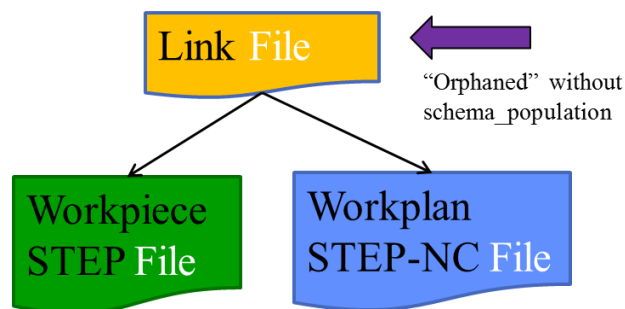 Link File
“Orphaned” without
schema_population
Workpiece
STEP File
Workplan
STEP-NC File